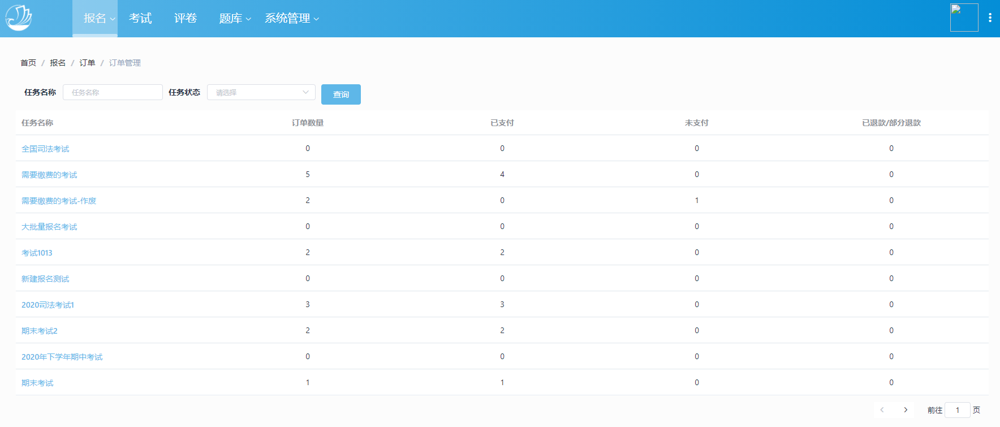 报名 考试 评卷 题库 系统管理
首页 / 报名 / 订单 / 订单管理
任务名称 任务名称 任务状态 请选择 查询
任务名称 订单数量 已支付 未支付 已退款/部分退款
全国司法考试 0 0 0 0
需要缴费的考试 5 4 0 0
需要缴费的考试-作废 2 0 1 0
大批量报名考试 0 0 0 0
考试1013 2 2 0 0
新建报名测试 0 0 0 0
2020司法考试1 3 3 0 0
期末考试2 2 2 0 0
2020年下学年期中考试 0 0 0 0
期末考试 1 1 0 0
前往 1 页